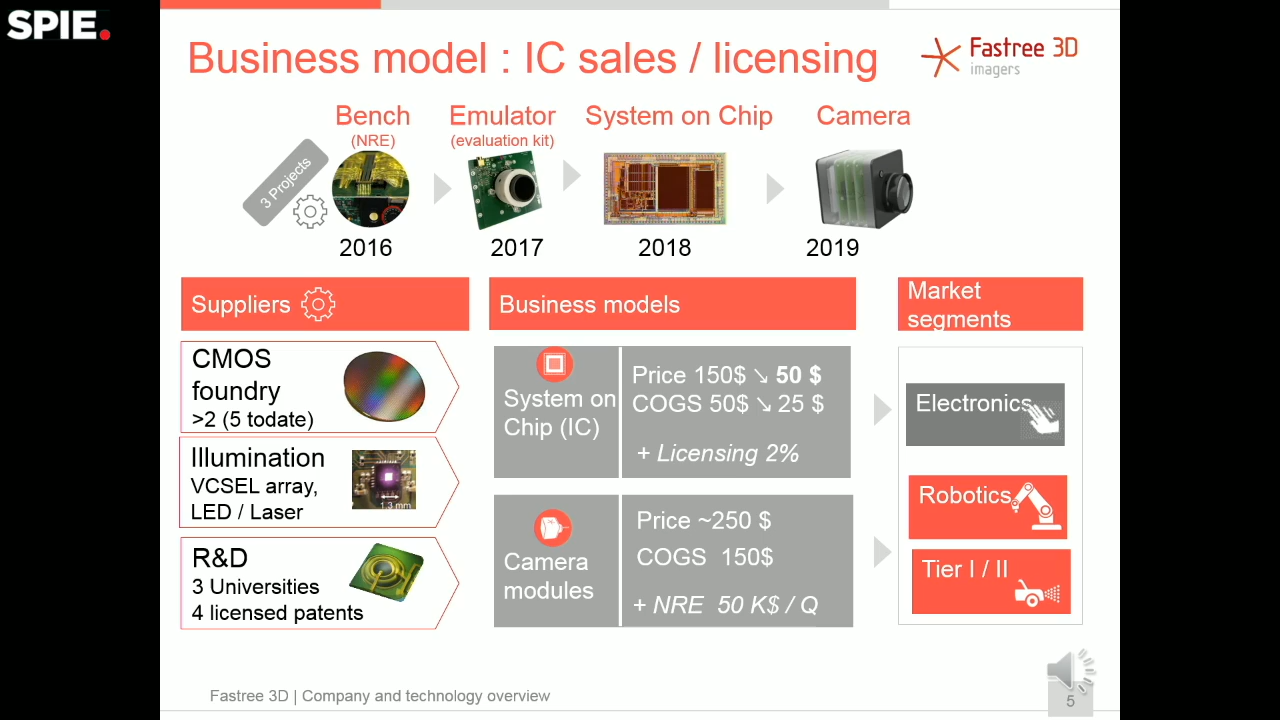 SPIE.
Business model : IC sales / licensing
Fastree 3D
imagers
Bench
(NRE)
Emulator
(evaluation kit)
System on Chip
Camera
3 Projects
2016
2017
2018
2019
Suppliers
Business models
Market
segments
CMOS
foundry
>2 (5 todate)
Illumination
VCSEL array,
LED / Laser
1,3 mm
R&D
3 Universities
4 licensed patents
System on
Chip (IC)
Price 150$ ↘ 50 $
COGS 50$ ↘ 25 $
+ Licensing 2%
Camera
modules
Price ~250 $
COGS 150$
+ NRE 50 K$ / Q
Electronics
Robotics
Tier I / II
Fastree 3D | Company and technology overview
5